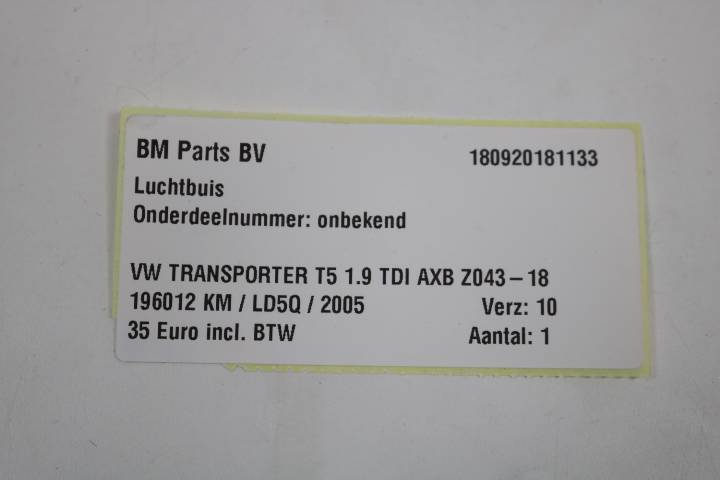 BM Parts BV 180920181133
Luchtbuis
Onderdeelnummer: onbekend
VW TRANSPORTER T5 1.9 TDI AXB Z043-18
196012 KM / LD5Q / 2005 Verz: 10
35 Euro incl. BTW Aantal: 1